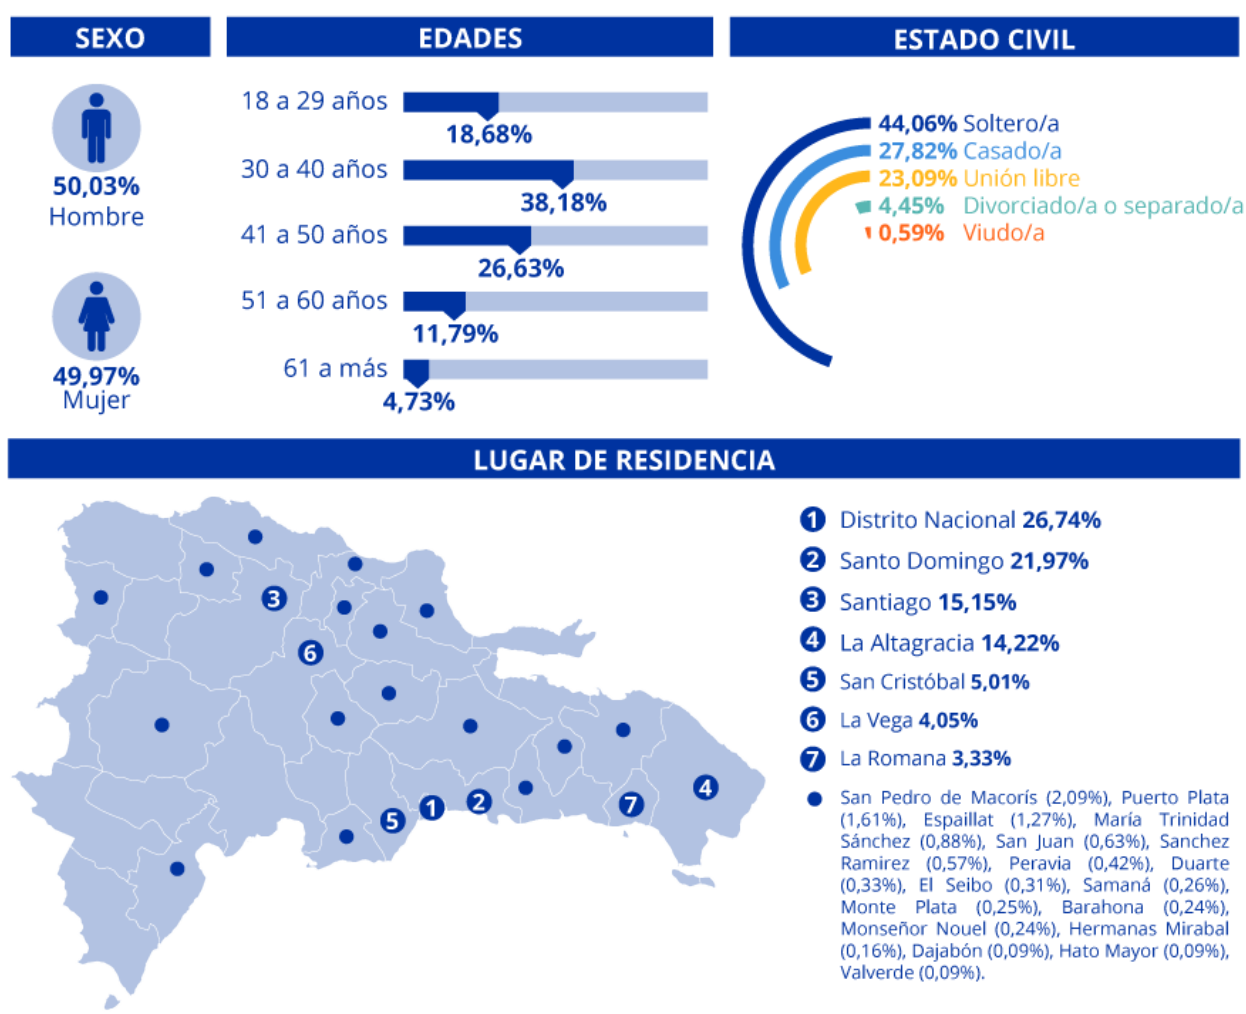 SEXO
50,03%
Hombre
49,97%
Mujer
EDADES
18 a 29 años
18,68%
30 a 40 años
38,18%
41 a 50 años
26,63%
51 a 60 años
11,79%
61 a más
4,73%
ESTADO CIVIL
44,06% Soltero/a
27,82% Casado/a
23,09% Unión libre
4,45% Divorciado/a o separado/a
0,59% Viudo/a
LUGAR DE RESIDENCIA
3
6
5
1
2
7
4
1 Distrito Nacional 26,74%
2 Santo Domingo 21,97%
3 Santiago 15,15%
4 La Altagracia 14,22%
5 San Cristóbal 5,01%
6 La Vega 4,05%
7 La Romana 3,33%
San Pedro de Macorís (2,09%), Puerto Plata
(1,61%), Espaillat (1,27%), María Trinidad
Sánchez (0,88%), San Juan (0,63%), Sanchez
Ramirez (0,57%), Peravia (0,42%), Duarte
(0,33%), El Seibo (0,31%), Samaná (0,26%),
Monte Plata (0,25%), Barahona (0,24%),
Monseñor Nouel (0,24%), Hermanas Mirabal
(0,16%), Dajabón (0,09%), Hato Mayor (0,09%),
Valverde (0,09%).